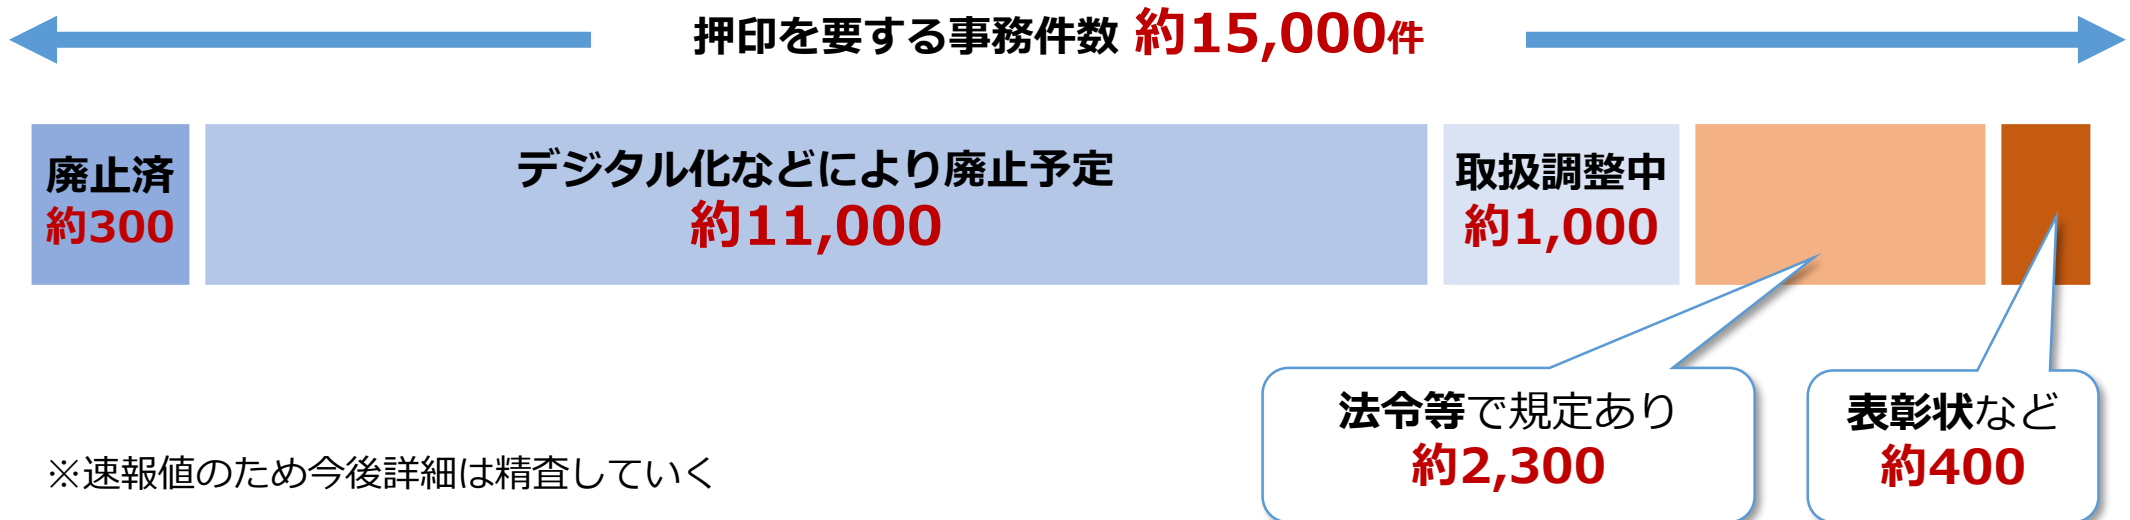 押印を要する事務件数 約15,000件
廃止済
約300
デジタル化などにより廃止予定
約11,000
取扱調整中
約1,000
法令等で規定あり
約2,300
表彰状など
約400
※速報値のため今後詳細は精査していく